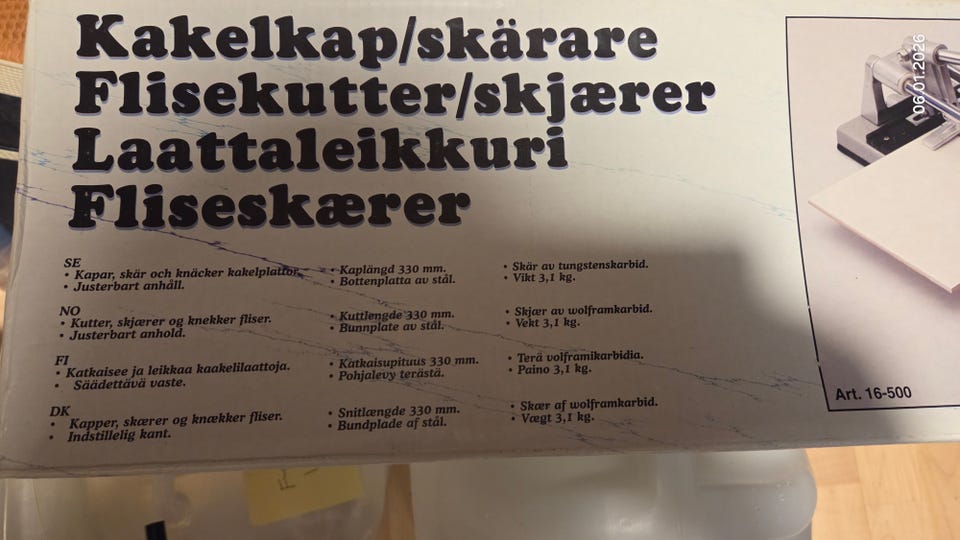 Kakelkap/skärare
Flisekutter/skjærer
Laattaleikkuri
Fliseskærer
SE
• Kapar, skär och knäcker kakelplattor.
• Justerbart anhåll.
• Kaplängd 330 mm.
• Bottenplatta av stål.
• Skär av tungstenskarbid.
• Vikt 3,1 kg.
NO
• Kutter, skjærer og knekker fliser.
• Justerbart anhold.
• Kuttlengde 330 mm.
• Bunnplate av stål.
• Skjær av wolframkarbid.
• Vekt 3,1 kg.
FI
• Katkaisee ja leikkaa kaakelilaattoja.
• Säädettävä vaste.
• Katkaisupituus 330 mm.
• Pohjalevy terästä.
• Terä volframikarbidia.
• Paino 3,1 kg.
DK
• Kapper, skærer og knækker fliser.
• Indstillelig kant.
• Snitlængde 330 mm.
• Bundplade af stål.
• Skær af wolframkarbid.
• Vægt 3,1 kg.
Art. 16-500
06.01.2026